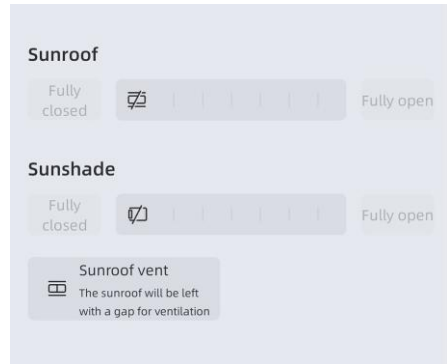 Sunroof
Fully
closed
Fully open
Sunshade
Fully
closed
Fully open
Sunroof vent
The sunroof will be left
with a gap for ventilation